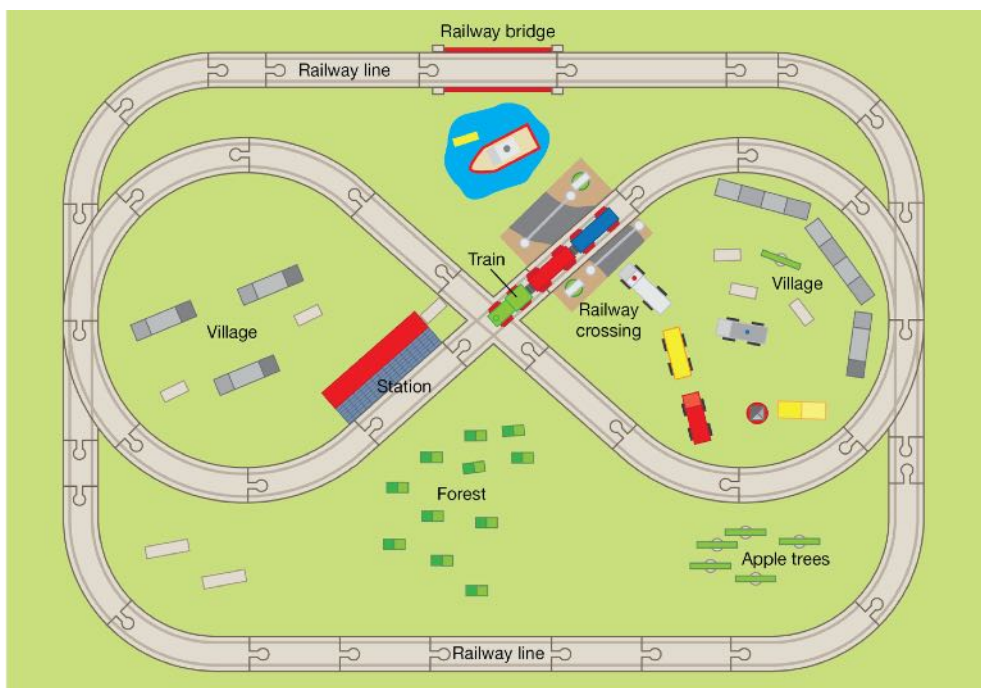 Railway bridge
Railway line
Train
Village
Railway
crossing
Village
Station
Forest
Apple trees
Railway line